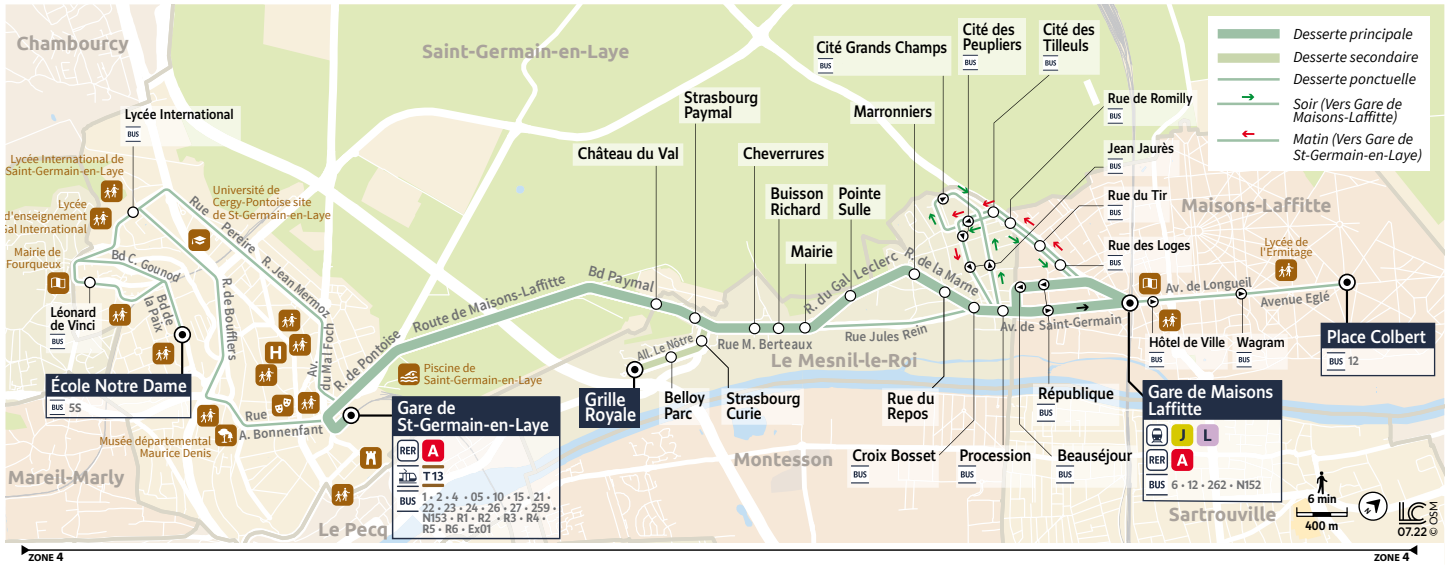 Chambourcy
Saint-Germain-en-Laye
Cité Grands Champs
BUS
Cité des
Peupliers
BUS
Cité des
Tilleuls
BUS
Desserte principale
Desserte secondaire
Desserte ponctuelle
Soir (Vers Gare de
Maisons-Laffitte)
Matin (Vers Gare de
St-Germain-en-Laye)
Lycée International
BUS
Strasbourg
Paymal
Marronniers
Rue de Romilly
BUS
Château du Val
Cheverrures
Jean Jaurès
BUS
Lycée International de
Saint-Germain-en-Laye
Université de
Cergy-Pontoise site
de St-Germain-en-Laye
Buisson
Richard
Pointe
Sulle
Rue du Tir
BUS
Maisons-Laffitte
Lycée
d'enseignement
International
Rue Pereire
R. Jean Mermoz
Mairie
Rue des Loges
BUS
Lycée de
l'Ermitage
Mairie de
Fourqueux
Bd C. Gounod
Bd de
la Paix
R. de Boufflers
Av.
du Mal Foch
Route de Maisons-Laffitte
Bd Paymal
R. du Gal Leclerc
R. de la Marne
Av. de Longueil
Avenue Eglé
Léonard
de Vinci
BUS
R. de Pontoise
All. Le Nôtre
Rue M. Berteaux
Rue Jules Rein
Av. de Saint-Germain
Hôtel de Ville
BUS
Wagram
BUS
Place Colbert
BUS 12
H
École Notre Dame
BUS 5S
Piscine de
Saint-Germain-en-Laye
Le Mesnil-le-Roi
Grille
Royale
Belloy
Parc
Strasbourg
Curie
Rue du
Repos
République
BUS
Gare de Maisons
Laffitte
J L
RER A
BUS 6 • 12 • 262 • N152
Rue
A. Bonnenfant
Musée départemental
Maurice Denis
Gare de
St-Germain-en-Laye
RER A
T 13
BUS 1 • 2 • 4 • 05 • 10 • 15 • 21 •
22 • 23 • 24 • 26 • 27 • 259 •
N153 • R1 • R2 • R3 • R4 •
R5 • R6 • Ex01
Mareil-Marly
Le Pecq
Montesson
Croix Bosset
BUS
Procession
BUS
Beauséjour
BUS
Sartrouville
6 min
400 m
LC
07.22 © OSM
ZONE 4
ZONE 4